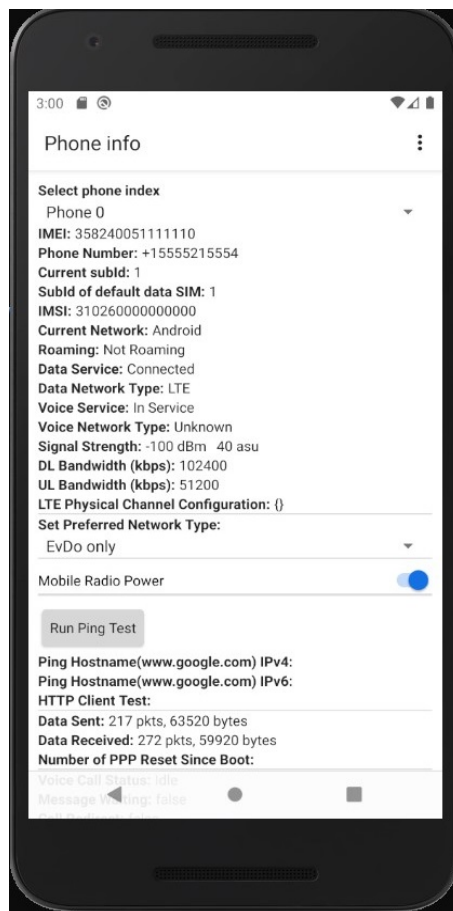 3:00
Phone info
Select phone index
Phone 0
IMEI: 358240051111110
Phone Number: +15555215554
Current subId: 1
SubId of default data SIM: 1
IMSI: 310260000000000
Current Network: Android
Roaming: Not Roaming
Data Service: Connected
Data Network Type: LTE
Voice Service: In Service
Voice Network Type: Unknown
Signal Strength: -100 dBm 40 asu
DL Bandwidth (kbps): 102400
UL Bandwidth (kbps): 51200
LTE Physical Channel Configuration: {}
Set Preferred Network Type:
EvDo only
Mobile Radio Power
Run Ping Test
Ping Hostname(www.google.com) IPv4:
Ping Hostname(www.google.com) IPv6:
HTTP Client Test:
Data Sent: 217 pkts, 63520 bytes
Data Received: 272 pkts, 59920 bytes
Number of PPP Reset Since Boot:
Voice Call Status: Idle
Message Waiting: false
Call Redirect: false